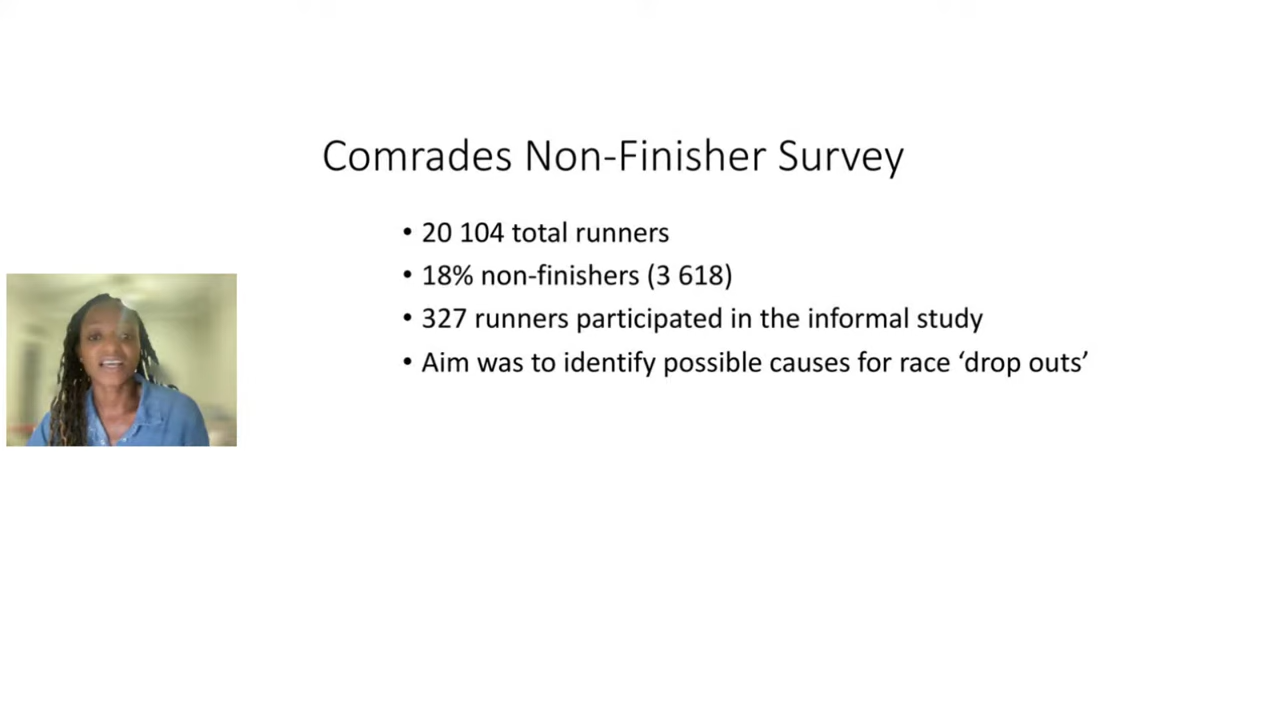 Comrades Non-Finisher Survey
• 20 104 total runners
• 18% non-finishers (3 618)
• 327 runners participated in the informal study
• Aim was to identify possible causes for race ‘drop outs’